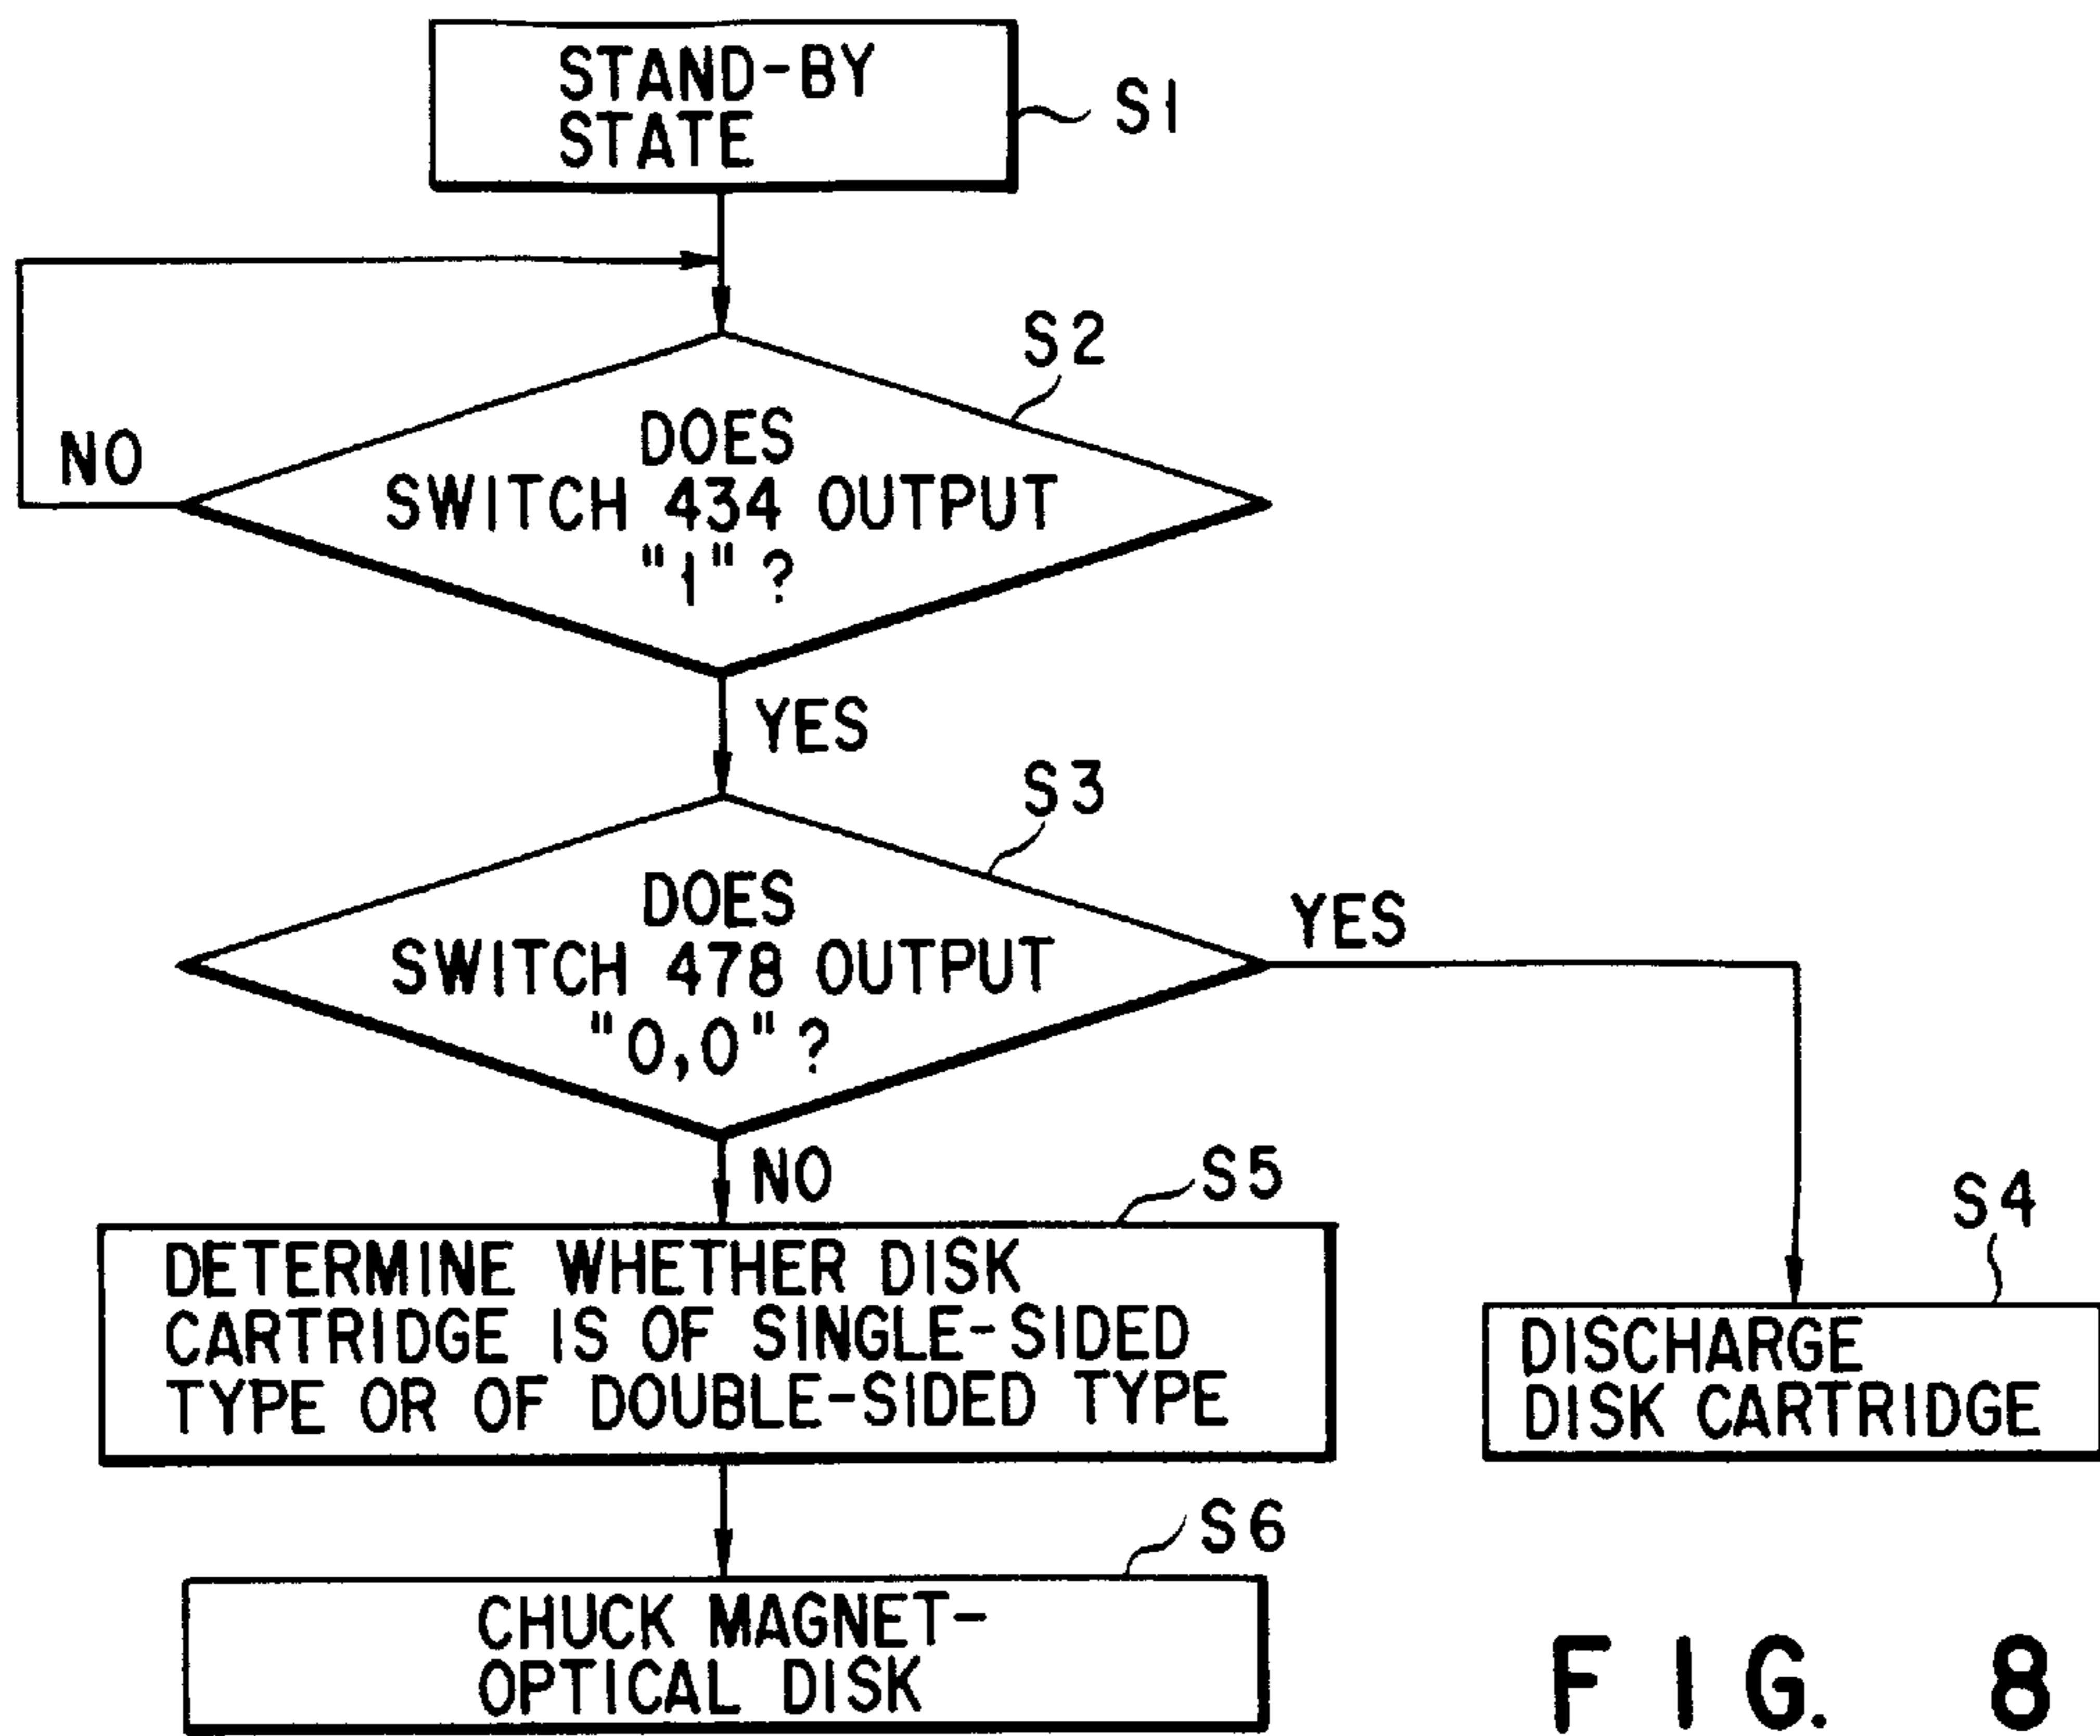 STAND-BY
STATE
S1
S2
DOES
SWITCH 434 OUTPUT
"1"?
NO
YES
S3
DOES
SWITCH 478 OUTPUT
"0,0"?
YES
NO
S5
DETERMINE WHETHER DISK
CARTRIDGE IS OF SINGLE-SIDED
TYPE OR OF DOUBLE-SIDED TYPE
S4
DISCHARGE
DISK CARTRIDGE
S6
CHUCK MAGNET-
OPTICAL DISK
FIG. 8